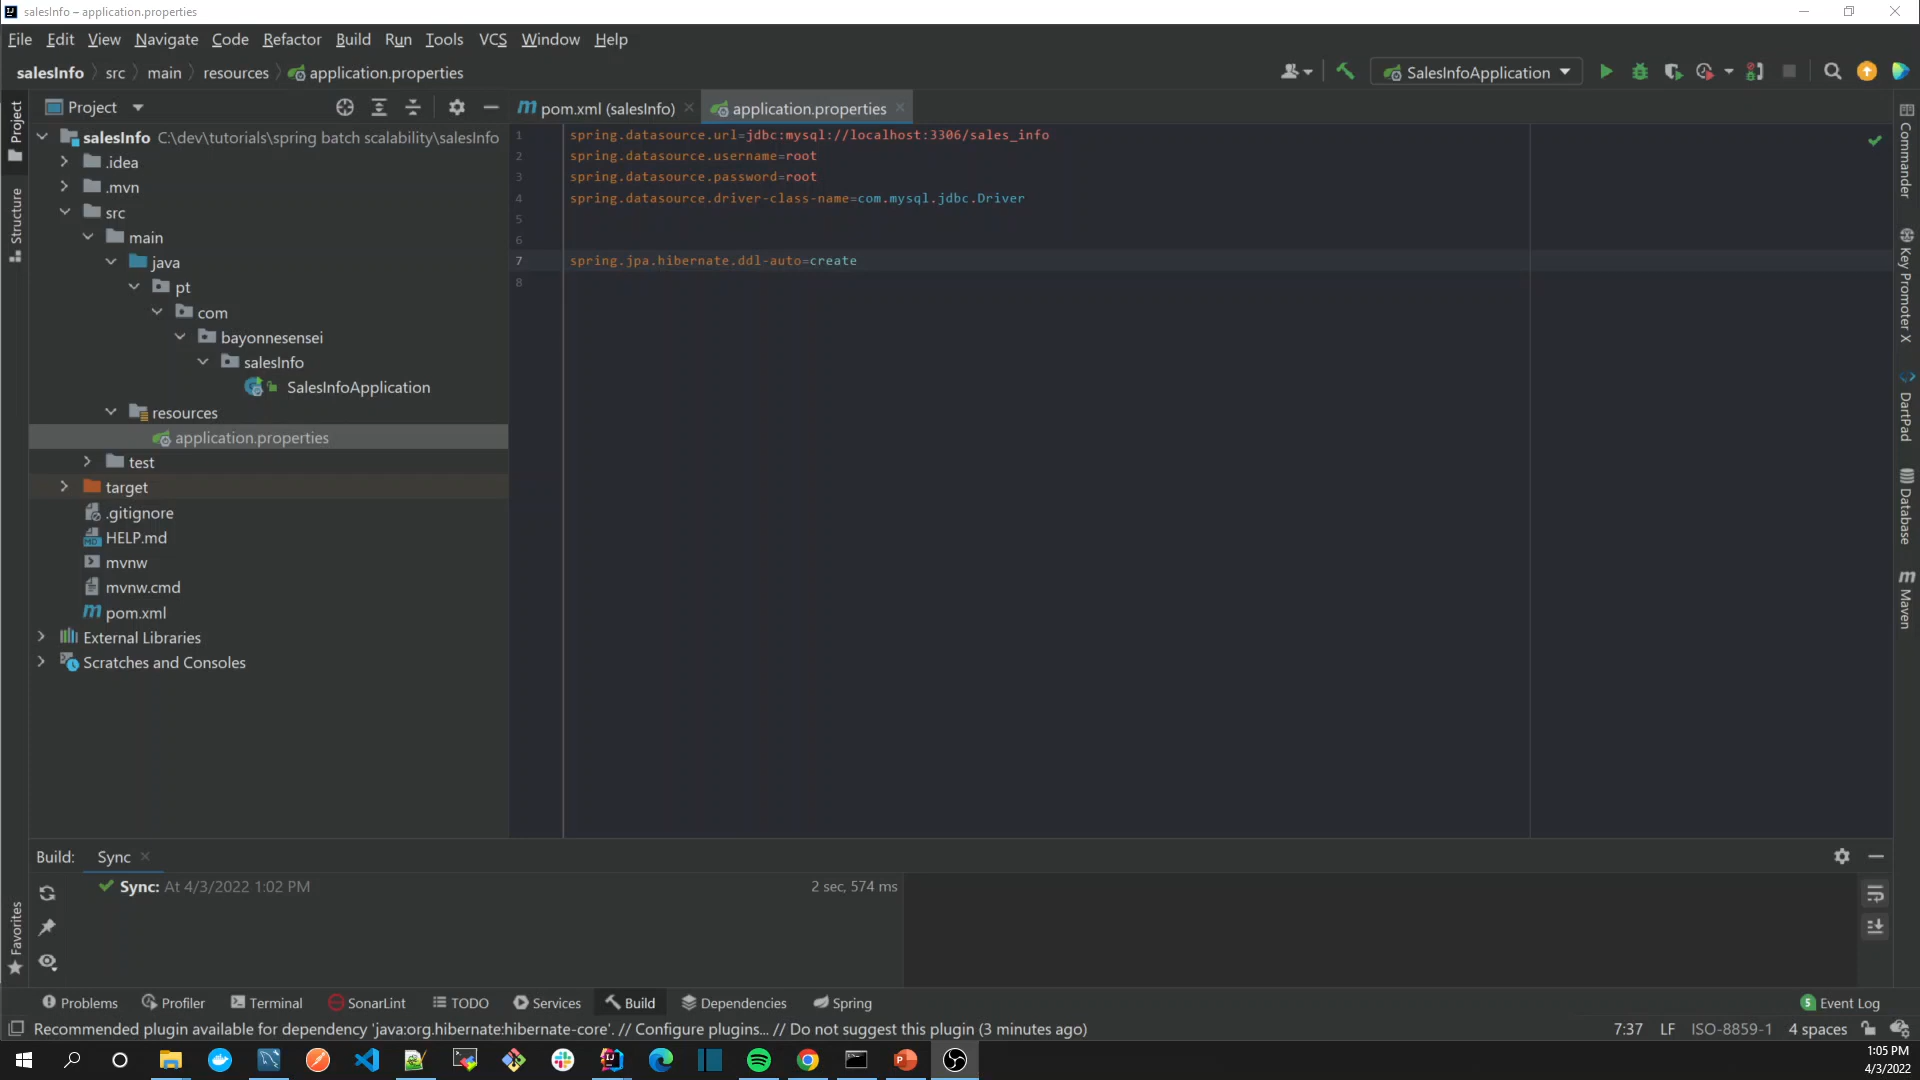 salesInfo – application.properties
File Edit View Navigate Code Refactor Build Run Tools VCS Window Help
salesInfo src main resources application.properties
SalesInfoApplication
Project
pom.xml (salesInfo)
application.properties
Project
Structure
Favorites
salesInfo C:\dev\tutorials\spring batch scalability\salesInfo
.idea
.mvn
src
main
java
pt
com
bayonnesensei
salesInfo
SalesInfoApplication
resources
application.properties
test
target
.gitignore
HELP.md
mvnw
mvnw.cmd
pom.xml
External Libraries
Scratches and Consoles
1 spring.datasource.url=jdbc:mysql://localhost:3306/sales_info
2 spring.datasource.username=root
3 spring.datasource.password=root
4 spring.datasource.driver-class-name=com.mysql.jdbc.Driver
5
6
7 spring.jpa.hibernate.ddl-auto=create
8
Commander
Key Promoter X
DartPad
Database
Maven
Build: Sync
Sync: At 4/3/2022 1:02 PM 2 sec, 574 ms
Problems Profiler Terminal SonarLint TODO Services Build Dependencies Spring 5 Event Log
Recommended plugin available for dependency 'java:org.hibernate:hibernate-core'. // Configure plugins... // Do not suggest this plugin (3 minutes ago) 7:37 LF ISO-8859-1 4 spaces
1:05 PM
4/3/2022